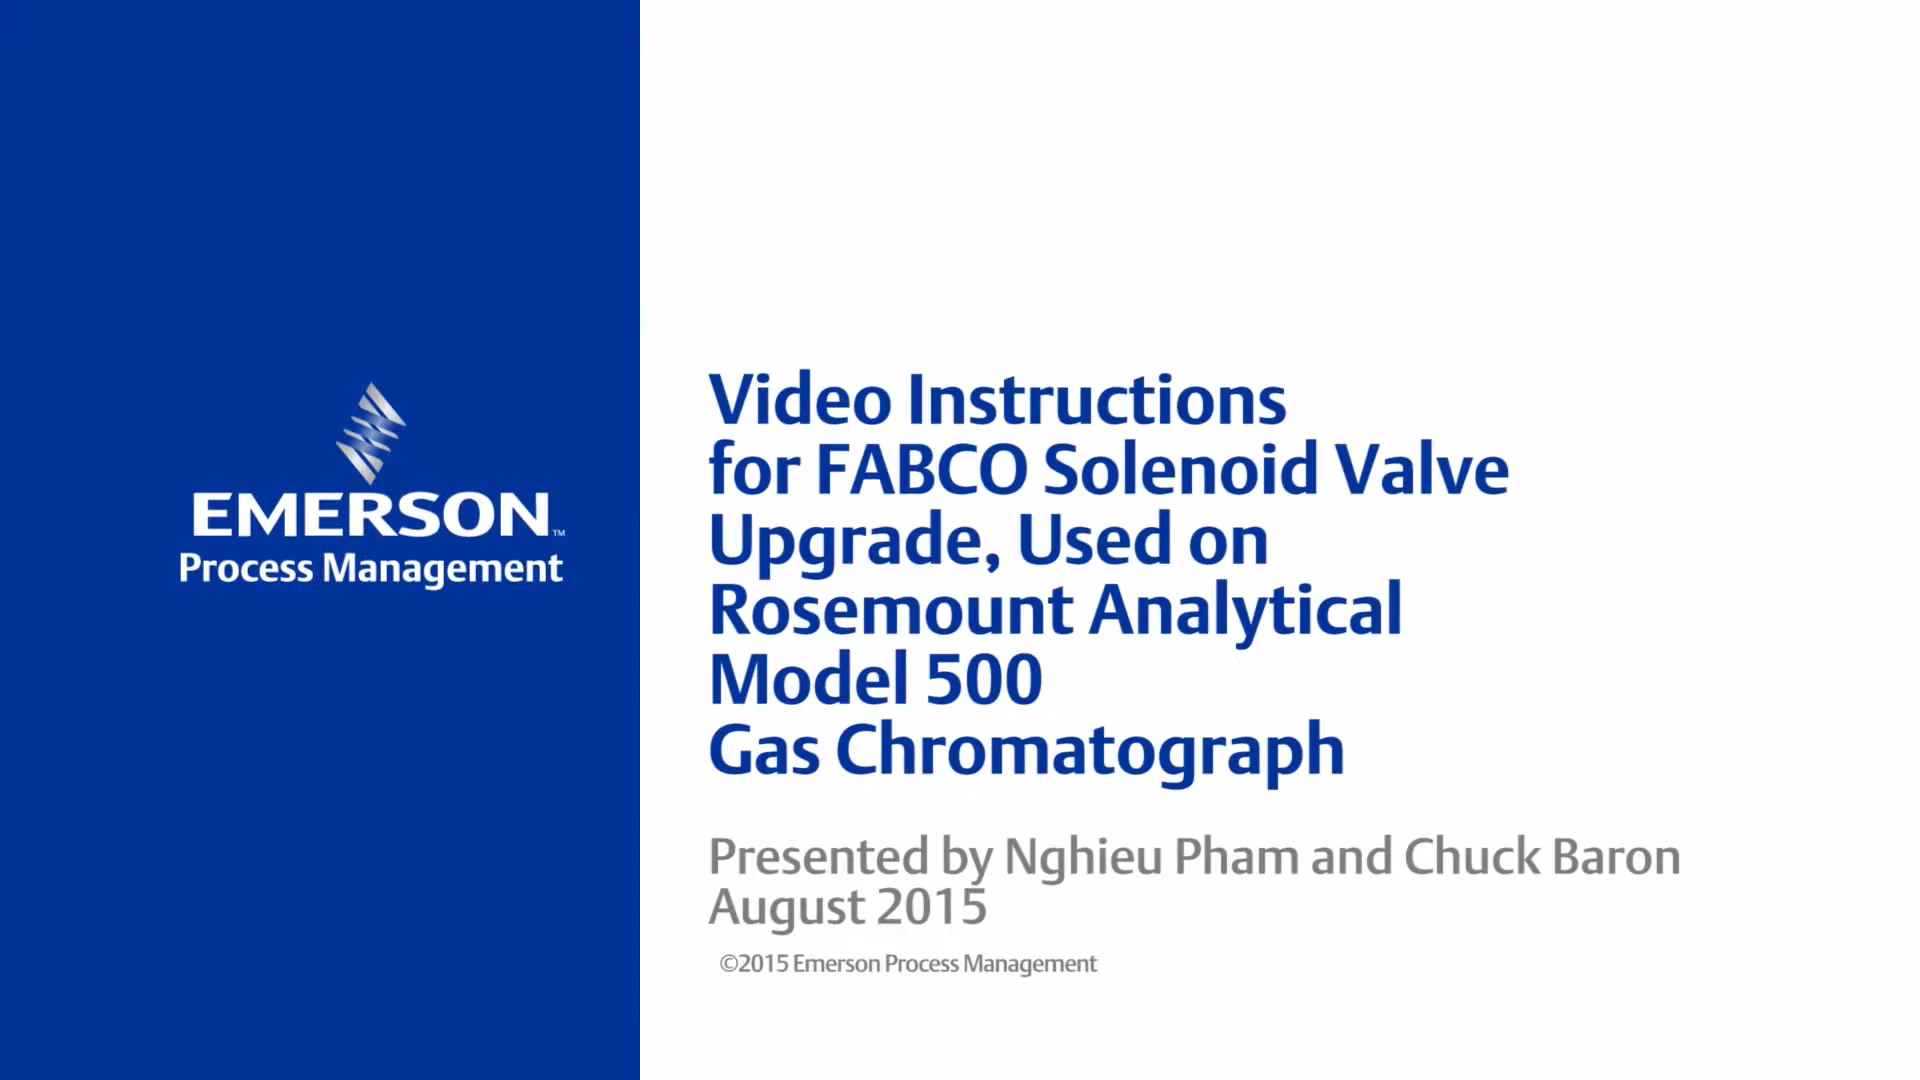 EMERSON™
Process Management
Video Instructions
for FABCO Solenoid Valve
Upgrade, Used on
Rosemount Analytical
Model 500
Gas Chromatograph
Presented by Nghieu Pham and Chuck Baron
August 2015
©2015 Emerson Process Management